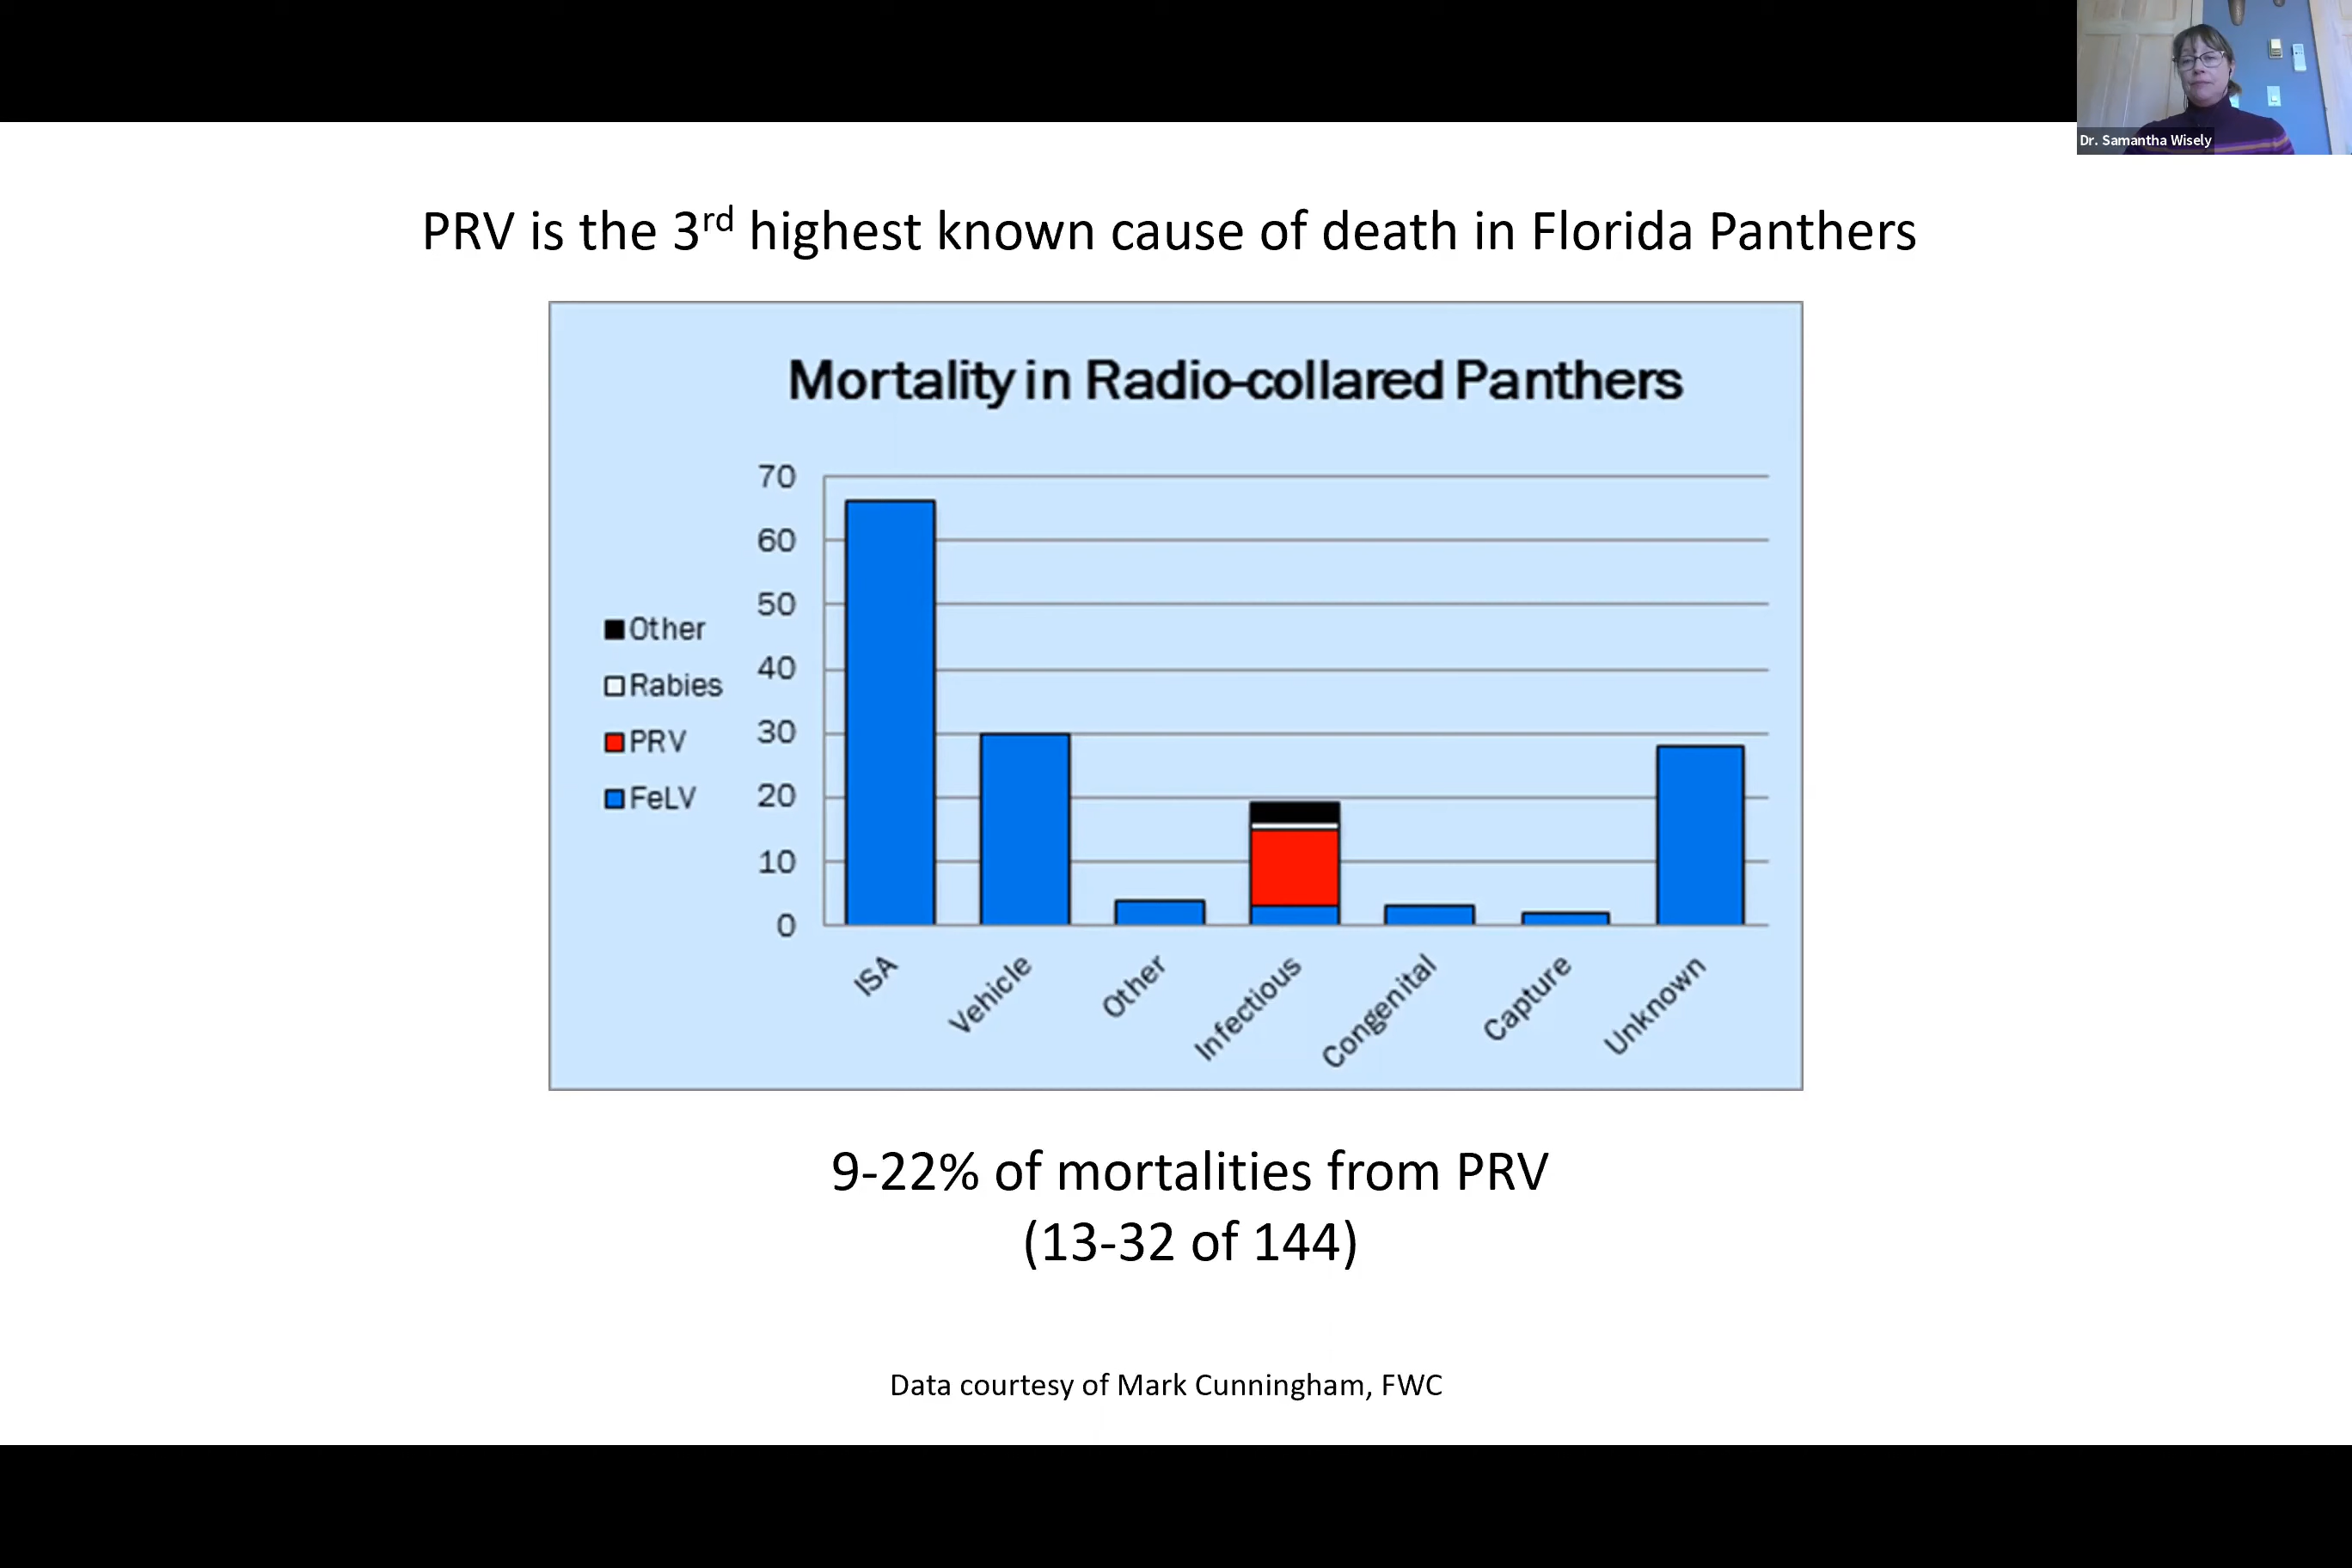 Dr. Samantha Wisely
PRV is the 3rd highest known cause of death in Florida Panthers
Mortality in Radio-collared Panthers
70
60
50
40
30
20
10
0
Other
Rabies
PRV
FeLV
ISA
Vehicle
Other
Infectious
Congenital
Capture
Unknown
9-22% of mortalities from PRV
(13-32 of 144)
Data courtesy of Mark Cunningham, FWC